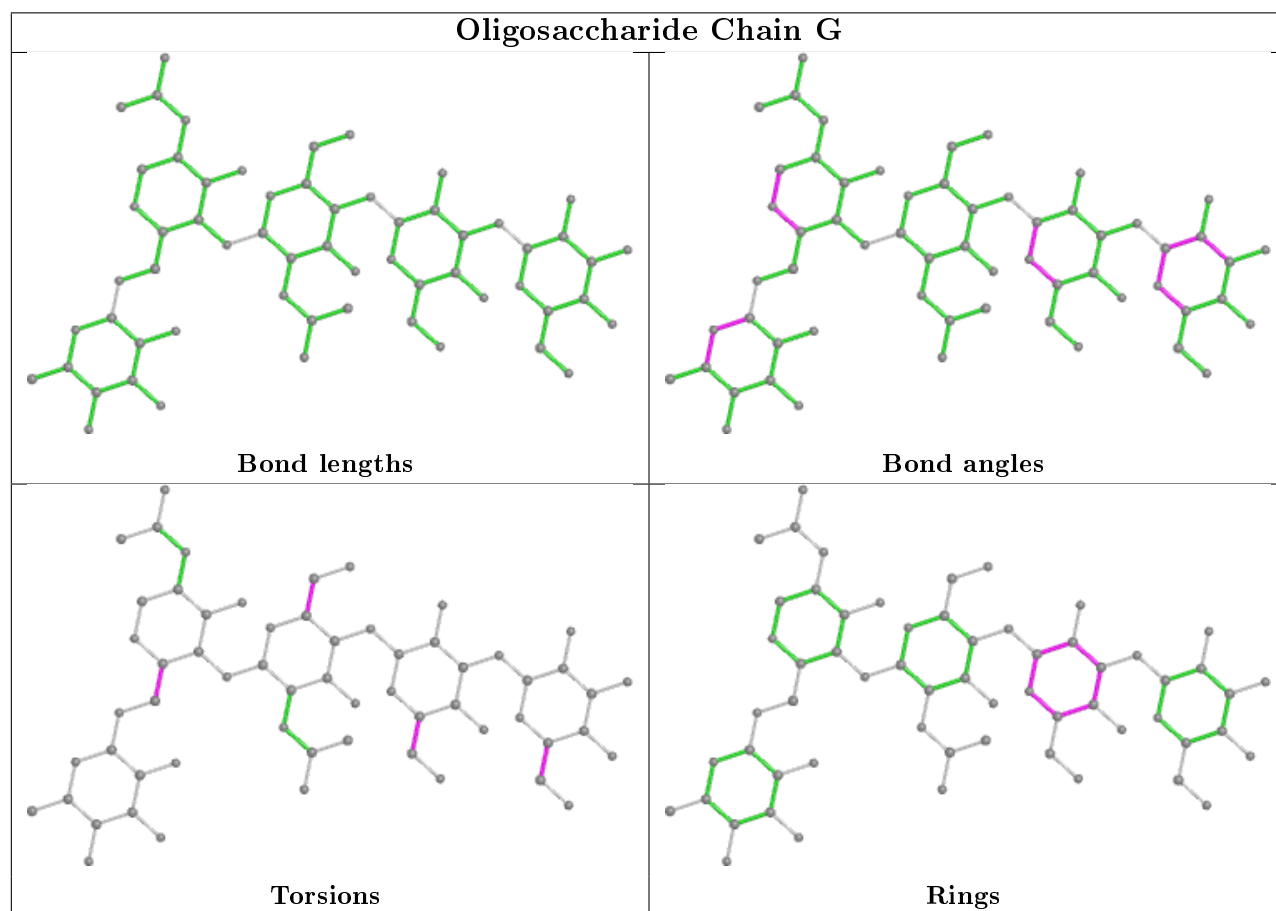 Oligosaccharide Chain G
Bond lengths
Bond angles
Torsions
Rings